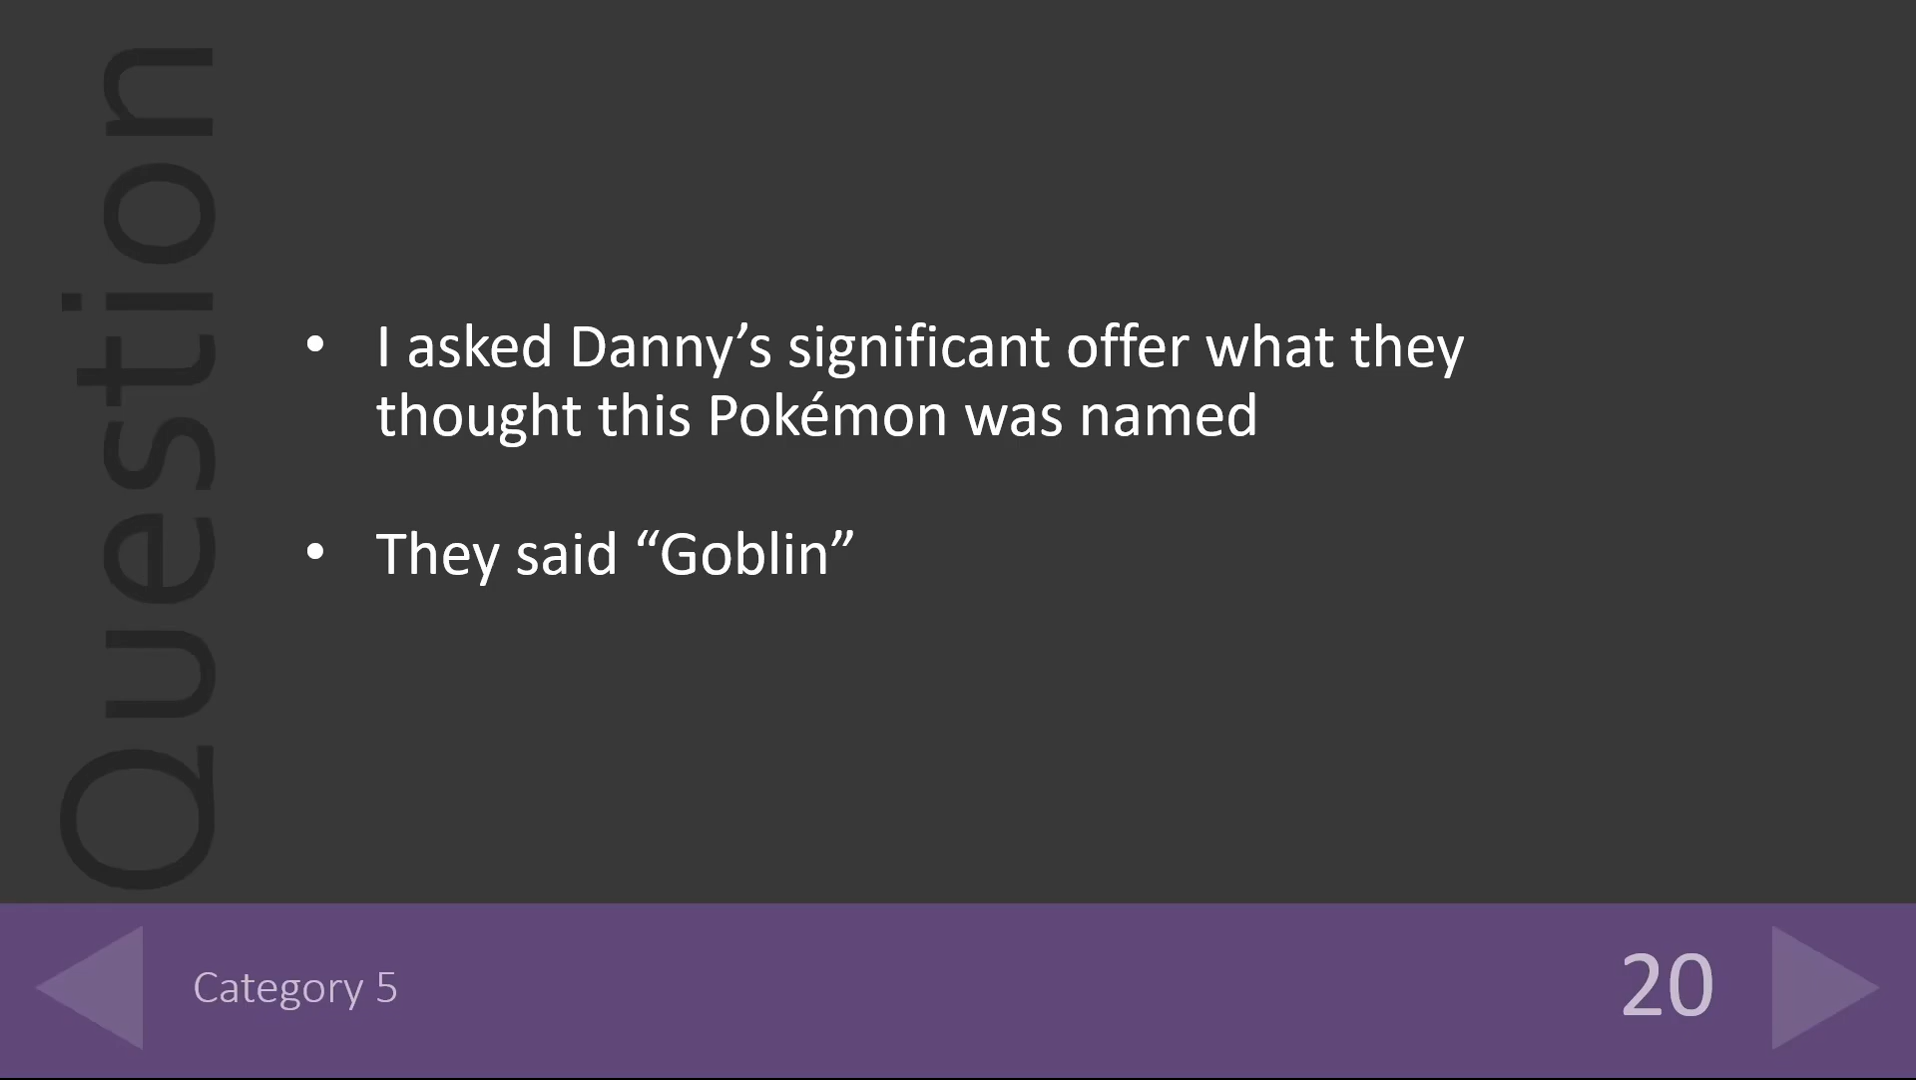 Question
• I asked Danny’s significant offer what they
thought this Pokémon was named
• They said “Goblin”
Category 5
20